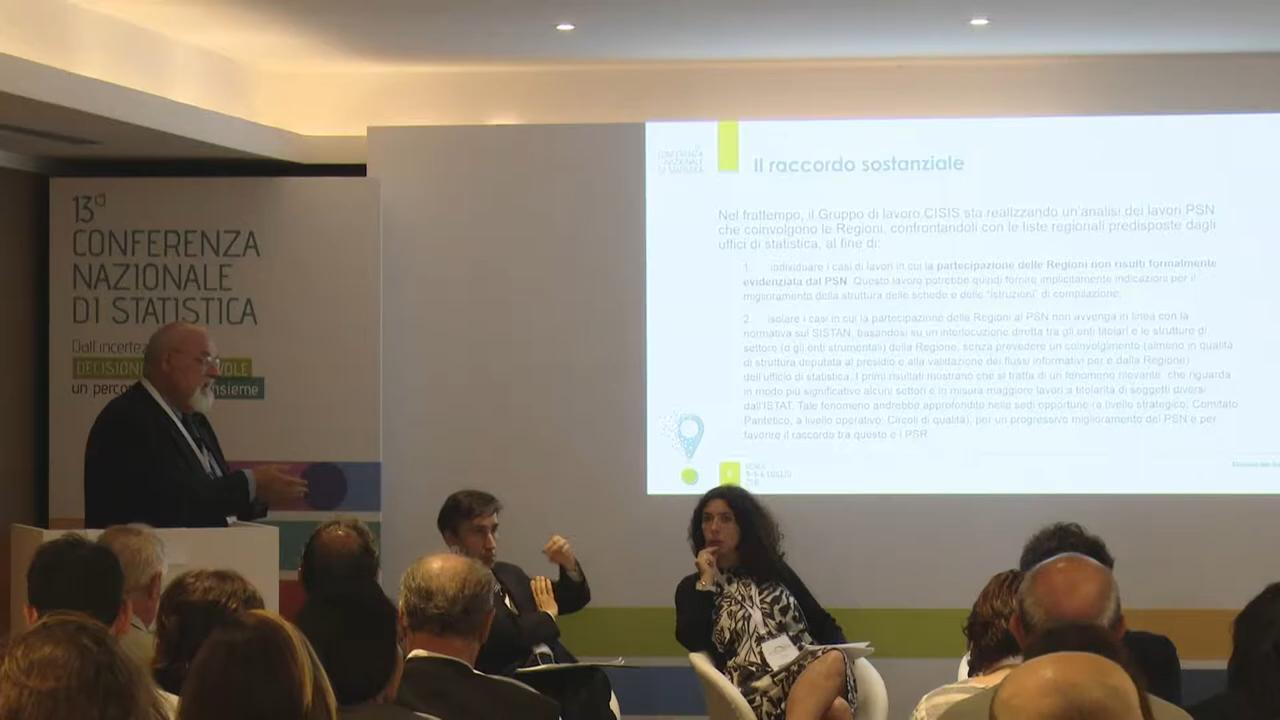 13a
CONFERENZA
NAZIONALE
DI STATISTICA
Dall'incertez
DECISION VOLE
un perco insieme
CONFERENZA
NAZIONALE
DI STATISTICA
Il raccordo sostanziale
Nel frattempo, il Gruppo di lavoro CISIS sta realizzando un'analisi dei lavori PSN
che coinvolgono le Regioni, confrontandoli con le liste regionali predisposte dagli
uffici di statistica, al fine di:
1. individuare i casi di lavori in cui la partecipazione delle Regioni non risulti formalmente
evidenziata dal PSN. Questo lavoro potrebbe quindi fornire implicitamente indicazioni per il
miglioramento della struttura delle schede e delle "istruzioni" di compilazione;
2. isolare i casi in cui la partecipazione delle Regioni al PSN non avvenga in linea con la
normativa sul SISTAN, basandosi su un'interlocuzione diretta tra gli enti titolari e le strutture di
settore (o gli enti strumentali) della Regione, senza prevedere un coinvolgimento (almeno in qualità
di struttura deputata al presidio e alla validazione dei flussi informativi per e dalla Regione)
dell'ufficio di statistica. I primi risultati mostrano che si tratta di un fenomeno rilevante, che riguarda
in modo più significativo alcuni settori e in misura maggiore lavori a titolarità di soggetti diversi
dall'ISTAT. Tale fenomeno andrebbe approfondito nelle sedi opportune (a livello strategico, Comitato
Pantetico, a livello operativo, Circoli di qualità), per un progressivo miglioramento del PSN e per
favorire il raccordo tra questo e i PSR.
ROMA